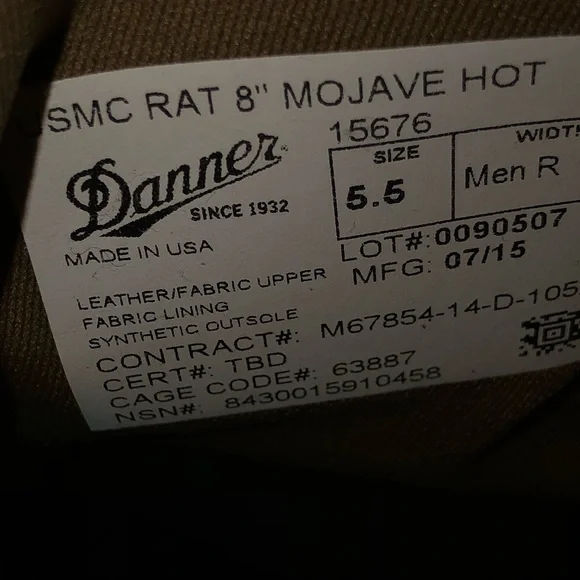 USMC RAT 8" MOJAVE HOT
15676
Danner
SINCE 1932
SIZE
5.5
WIDTH
Men R
MADE IN USA
LOT#: 0090507
MFG: 07/15
LEATHER/FABRIC UPPER
FABRIC LINING
SYNTHETIC OUTSOLE
CONTRACT#: M67854-14-D-105
CERT#: TBD
CAGE CODE#: 63887
NSN#: 8430015910458